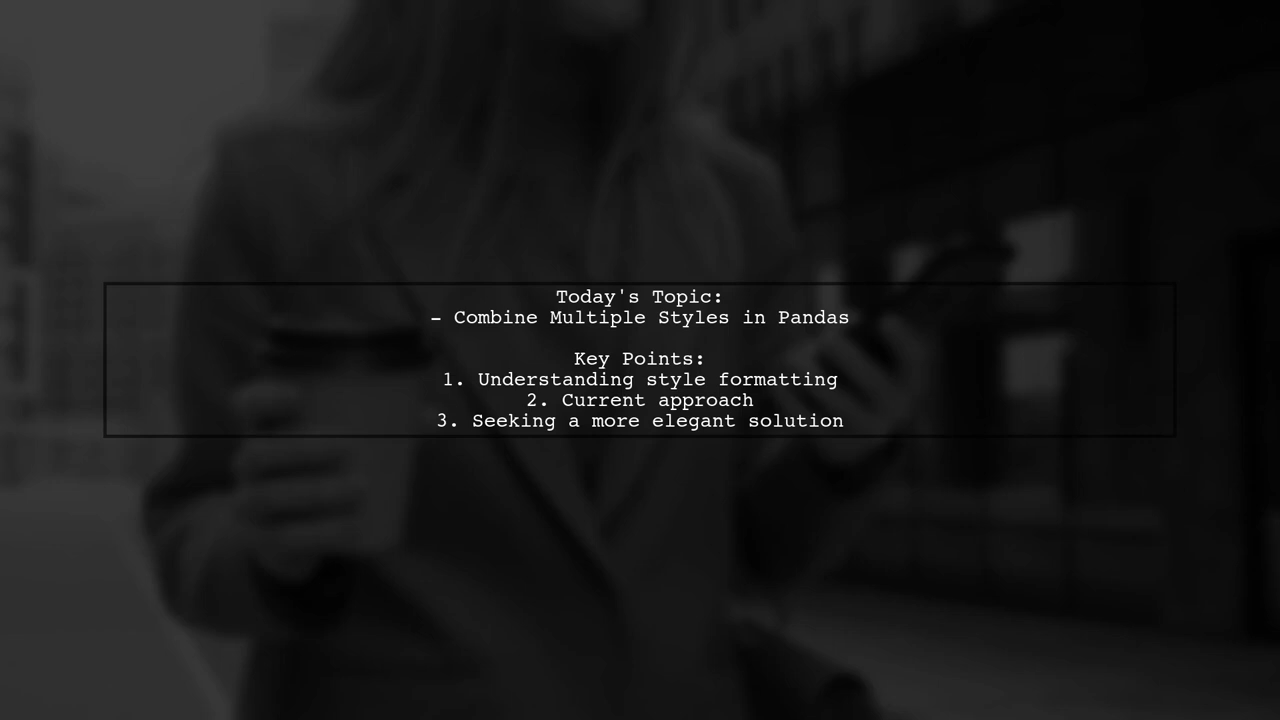 Today's Topic:
– Combine Multiple Styles in Pandas
Key Points:
1. Understanding style formatting
2. Current approach
3. Seeking a more elegant solution